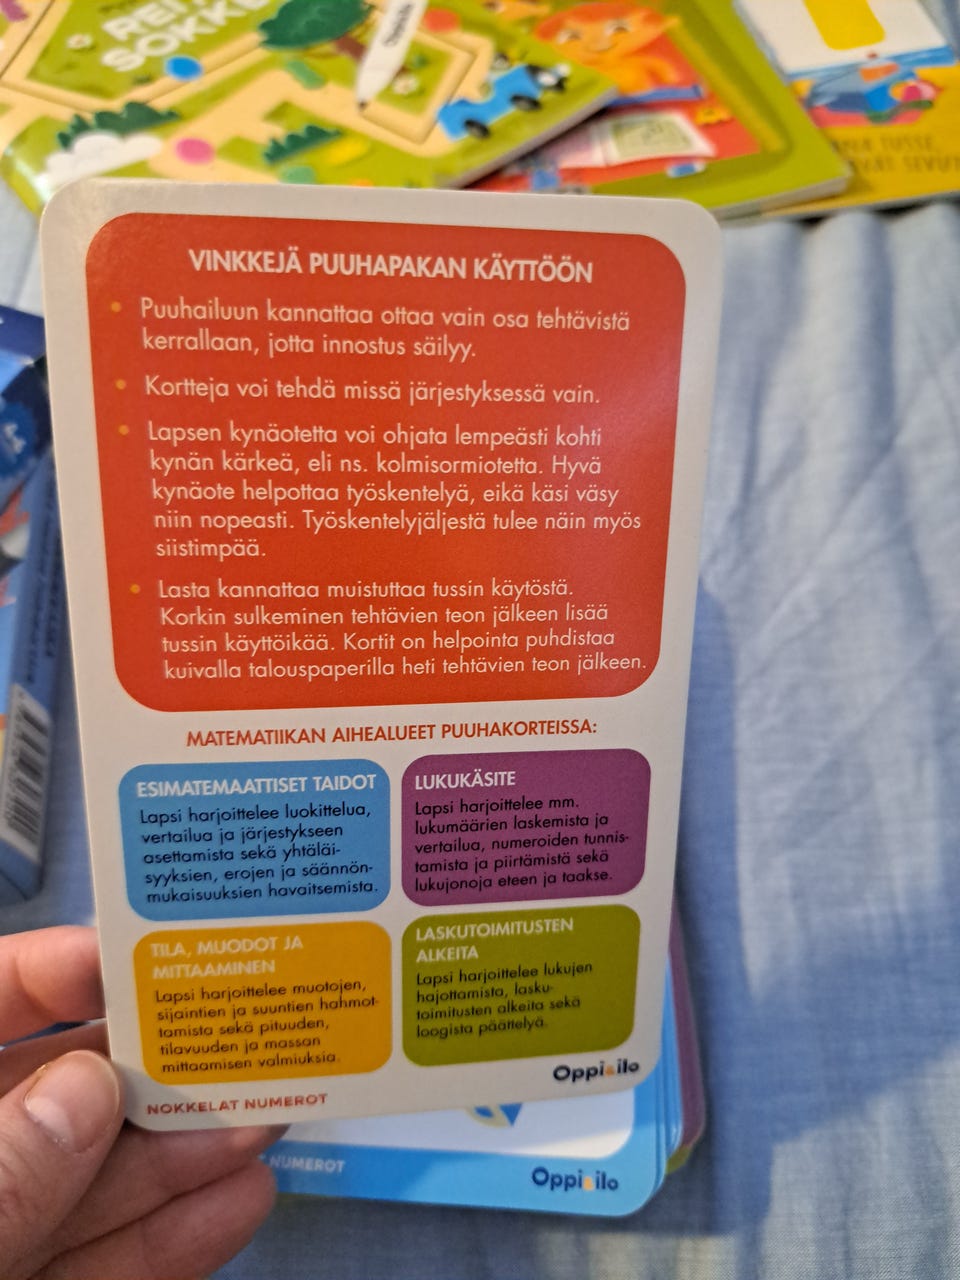 REI
SOKKE
VINKKEJÄ PUUHAPAKAN KÄYTTÖÖN
• Puuhailuun kannattaa ottaa vain osa tehtävistä
kerrallaan, jotta innostus säilyy.
• Kortteja voi tehdä missä järjestyksessä vain.
• Lapsen kynäotetta voi ohjata lempeästi kohti
kynän kärkeä, eli ns. kolmisormiotetta. Hyvä
kynäote helpottaa työskentelyä, eikä käsi väsy
niin nopeasti. Työskentelyjäljestä tulee näin myös
siistimpää.
• Lasta kannattaa muistuttaa tussin käytöstä.
Korkin sulkeminen tehtävien teon jälkeen lisää
tussin käyttöikää. Kortit on helpointa puhdistaa
kuivalla talouspaperilla heti tehtävien teon jälkeen.
MATEMATIIKAN AIHEALUEET PUUHAKORTEISSA:
ESIMATEMAATTISET TAIDOT
Lapsi harjoittelee luokittelua,
vertailua ja järjestykseen
asettamista sekä yhtäläi-
syyksien, erojen ja säännön-
mukaisuuksien havaitsemista.
LUKUKÄSITE
Lapsi harjoittelee mm.
lukumäärien laskemista ja
vertailua, numeroiden tunnis-
tamista ja piirtämistä sekä
lukujonoja eteen ja taakse.
TILA, MUODOT JA
MITTAAMINEN
Lapsi harjoittelee muotojen,
sijaintien ja suuntien hahmot-
tamista sekä pituuden,
tilavuuden ja massan
mittaamisen valmiuksia.
LASKUTOIMITUSTEN
ALKEITA
Lapsi harjoittelee lukujen
hajottamista, lasku-
toimitusten alkeita sekä
loogista päättelyä.
Oppi&ilo
NOKKELAT NUMEROT
NUMEROT
Oppi&ilo